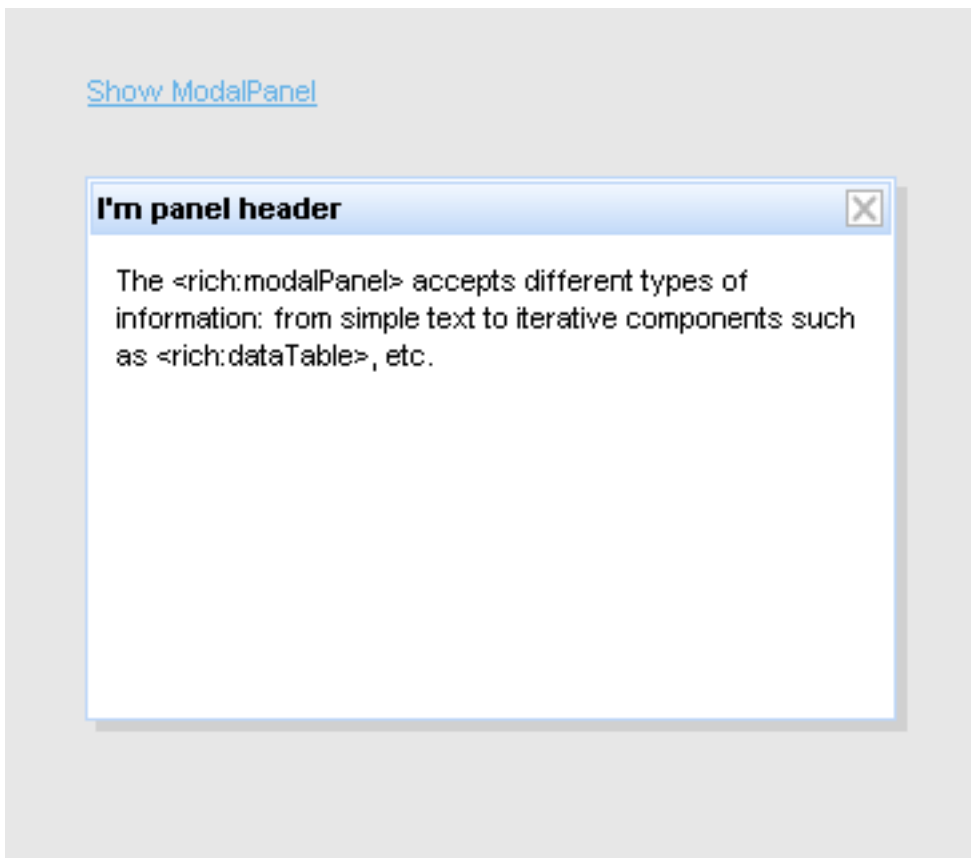 Show ModalPanel
I'm panel header
The <rich:modalPanel> accepts different types of
information: from simple text to iterative components such
as <rich:dataTable>, etc.